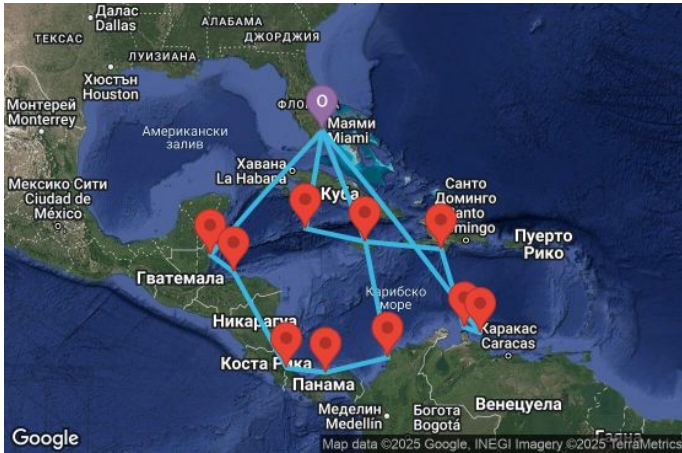 Далас
Dallas
АЛАБАМА
ТЕКСАС
ДЖОРДЖИЯ
ЛУИЗИАНА
Хюстън
Houston
O
Монтерей
Monterrey
Американски
залив
Маями
Miami
Хавана
La Habana
Мексико Сити
Ciudad de
México
Куба
Санто
Доминго
Пуерто
Рико
Гватемала
Карибско
море
Никарагуа
Каракас
Caracas
Коста Рика
Панама
Меделин
Medellín
Богота
Bogotá
Венецуела
Google
Map data ©2025 Google, INEGI Imagery ©2025 TerraMetrics